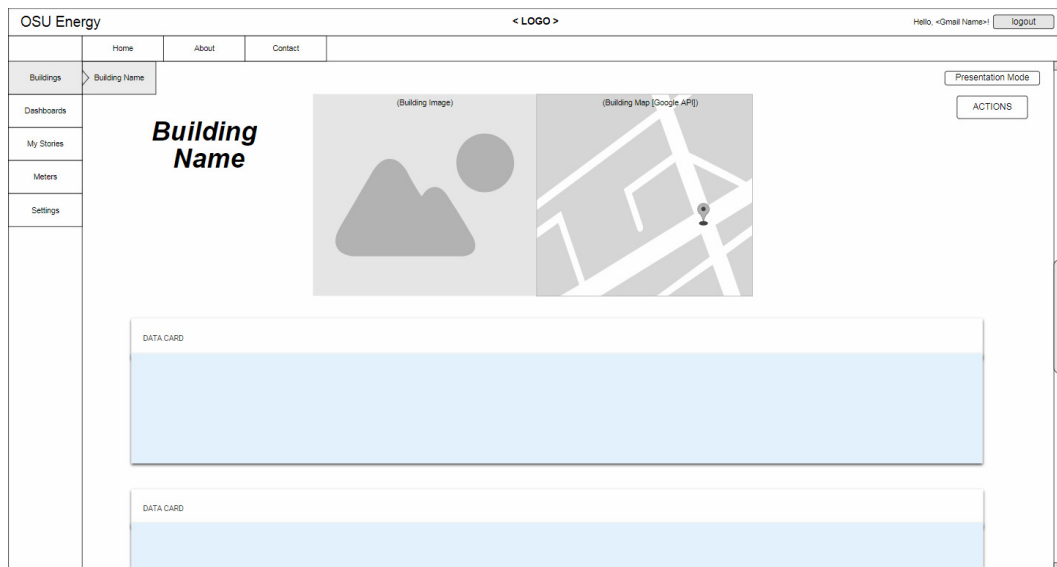 OSU Energy
< LOGO >
Hello, <Gmail Name>!
logout
Home
About
Contact
Buildings
Building Name
Presentation Mode
Dashboards
(Building Image)
(Building Map [Google API])
ACTIONS
Building
Name
My Stories
Meters
Settings
DATA CARD
DATA CARD